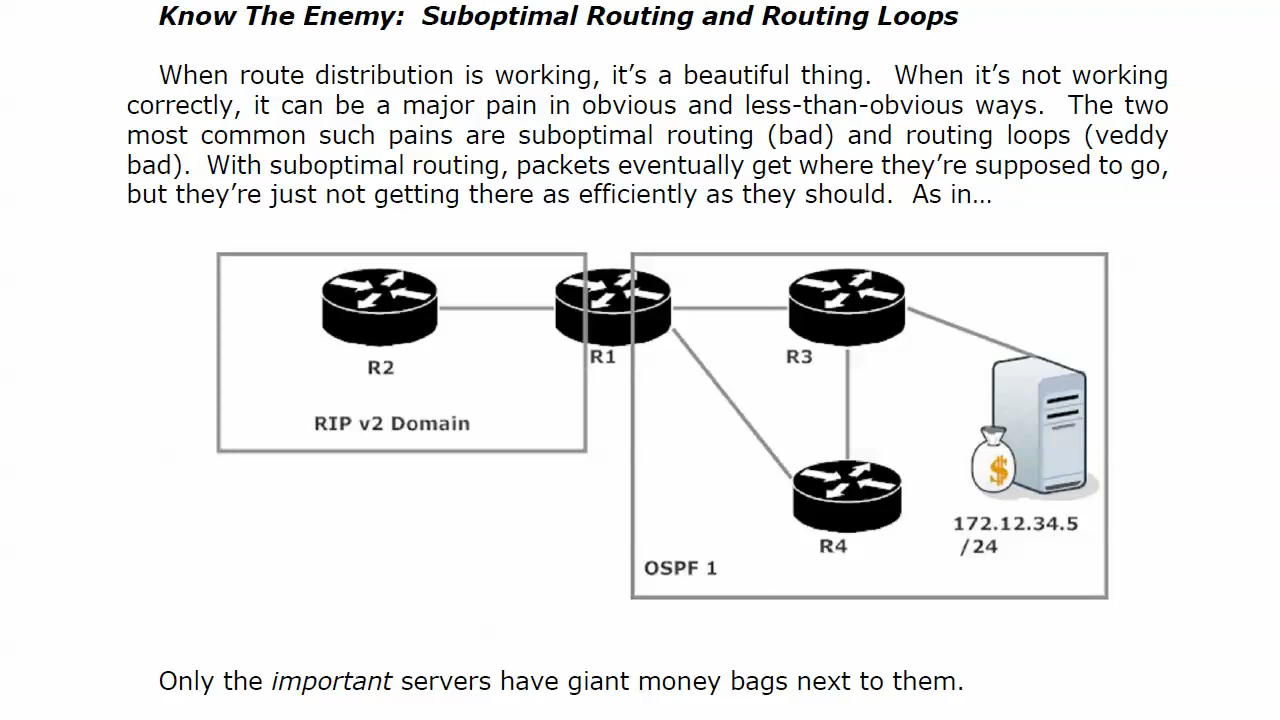 Know The Enemy:  Suboptimal Routing and Routing Loops
When route distribution is working, it's a beautiful thing.  When it's not working
correctly, it can be a major pain in obvious and less-than-obvious ways.  The two
most common such pains are suboptimal routing (bad) and routing loops (veddy
bad).  With suboptimal routing, packets eventually get where they're supposed to go,
but they're just not getting there as efficiently as they should.  As in…
R2
R1
R3
RIP v2 Domain
$
R4
172.12.34.5
/24
OSPF 1
Only the important servers have giant money bags next to them.